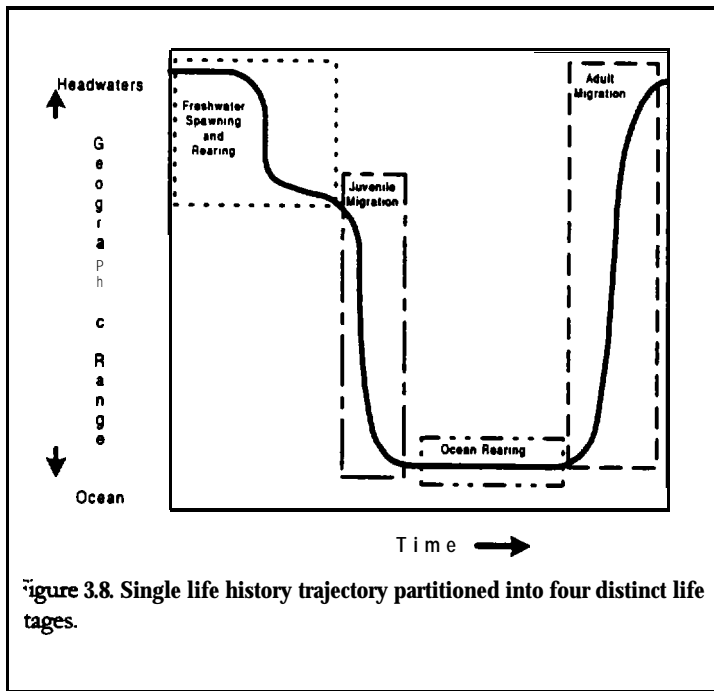 Headwaters
Freshwater
Spawning
and
Rearing
Juvenile
Migration
Adult
Migration
Ocean Rearing
G
e
o
g
r
a
P
h
c
R
a
n
g
e
Ocean
Time
igure 3.8. Single life history trajectory partitioned into four distinct life
tages.